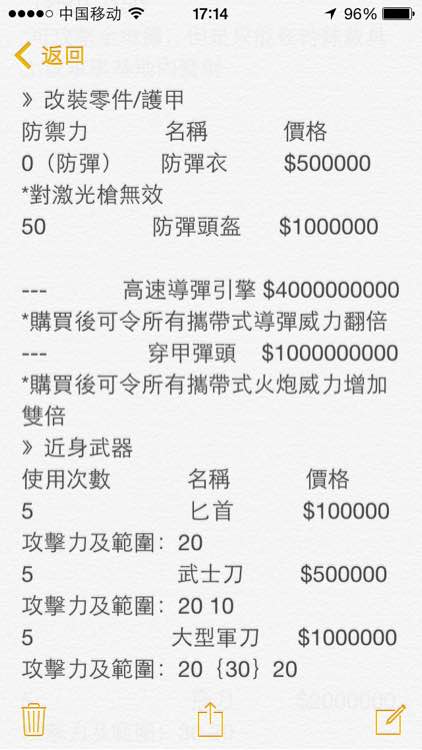 中国移动 17:14 96%
返回
》改裝零件/護甲
防禦力 名稱 價格
0（防彈） 防彈衣 $500000
*對激光槍無效
50 防彈頭盔 $1000000
--- 高速導彈引擎 $4000000000
*購買後可令所有攜帶式導彈威力翻倍
--- 穿甲彈頭 $1000000000
*購買後可令所有攜帶式火炮威力增加
雙倍
》近身武器
使用次數 名稱 價格
5 匕首 $100000
攻擊力及範圍：20
5 武士刀 $500000
攻擊力及範圍：20 10
5 大型軍刀 $1000000
攻擊力及範圍：20｛30｝20